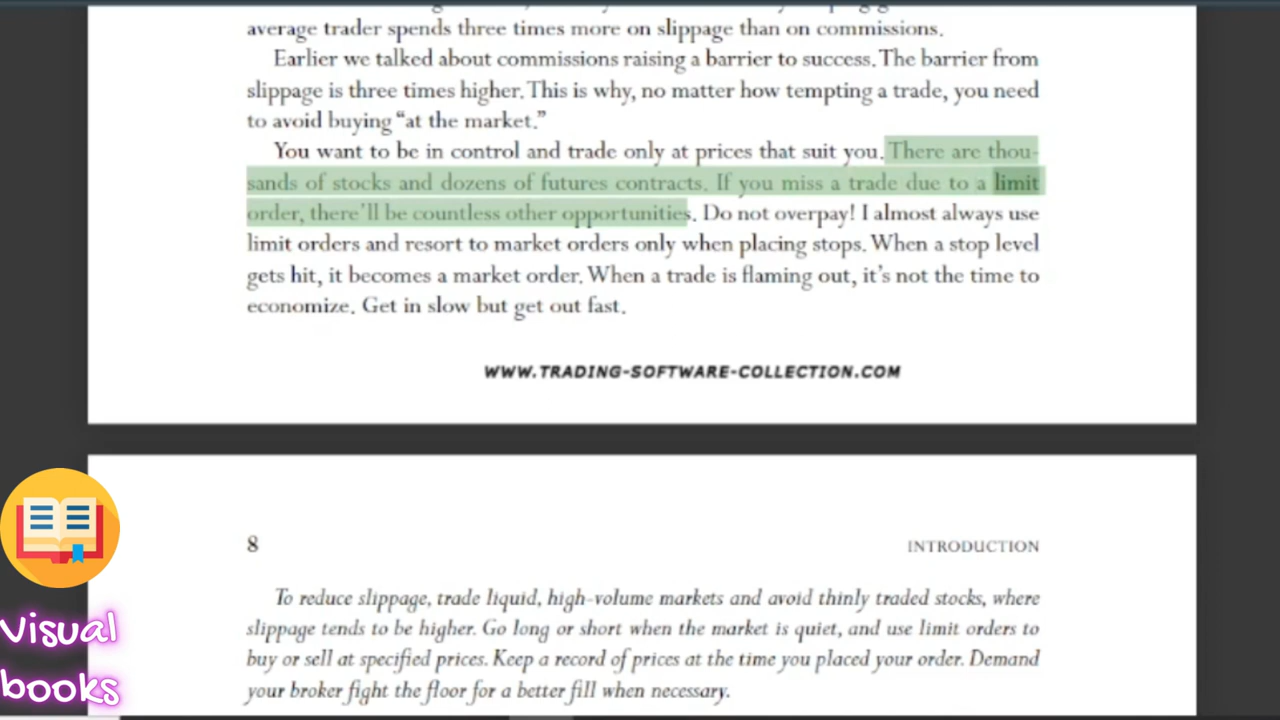 average trader spends three times more on slippage than on commissions.
Earlier we talked about commissions raising a barrier to success. The barrier from
slippage is three times higher. This is why, no matter how tempting a trade, you need
to avoid buying “at the market.”
You want to be in control and trade only at prices that suit you. There are thou-
sands of stocks and dozens of futures contracts. If you miss a trade due to a limit
order, there’ll be countless other opportunities. Do not overpay! I almost always use
limit orders and resort to market orders only when placing stops. When a stop level
gets hit, it becomes a market order. When a trade is flaming out, it’s not the time to
economize. Get in slow but get out fast.
WWW.TRADING-SOFTWARE-COLLECTION.COM
8 INTRODUCTION
To reduce slippage, trade liquid, high-volume markets and avoid thinly traded stocks, where
slippage tends to be higher. Go long or short when the market is quiet, and use limit orders to
buy or sell at specified prices. Keep a record of prices at the time you placed your order. Demand
your broker fight the floor for a better fill when necessary.
Visual
books